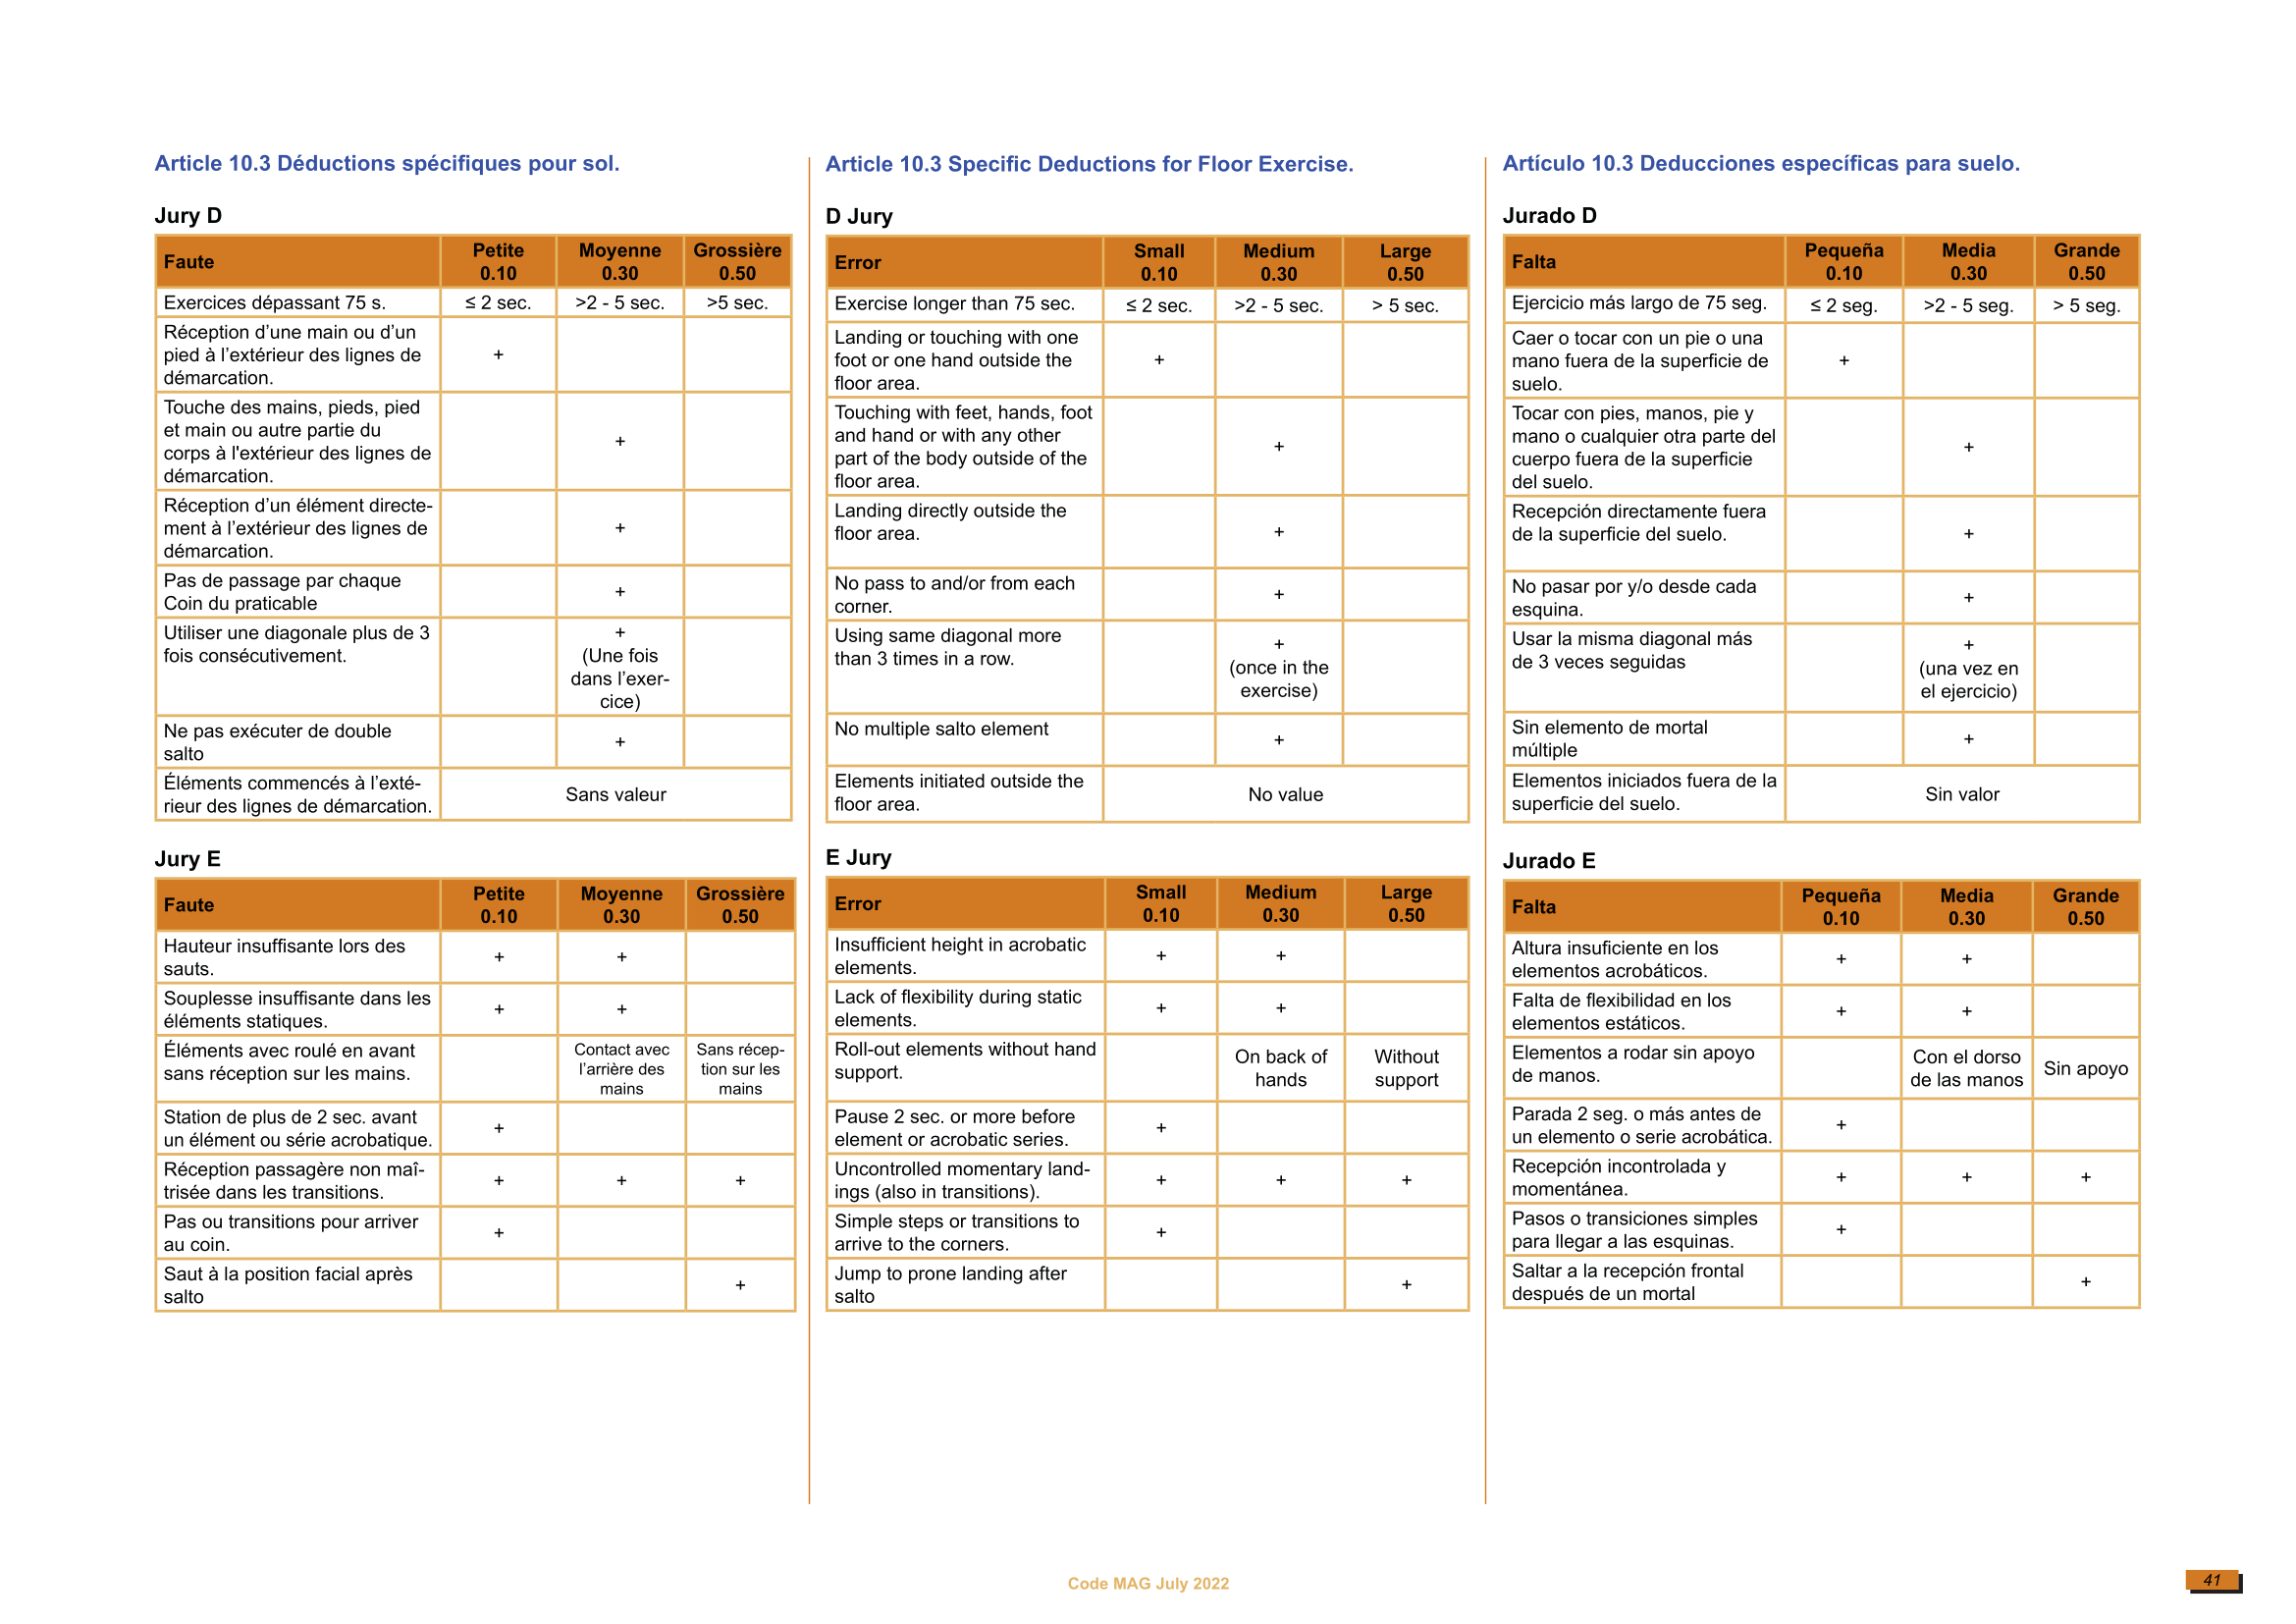 Article 10.3 Déductions spécifiques pour sol.
Jury D
Faute
Petite
0.10
Moyenne
0.30
Grossière
0.50
Exercices dépassant 75 s.
≤ 2 sec.
>2 - 5 sec.
>5 sec.
Réception d’une main ou d’un
pied à l’extérieur des lignes de
démarcation.
+
Touche des mains, pieds, pied
et main ou autre partie du
corps à l'extérieur des lignes de
démarcation.
+
Réception d’un élément directe-
ment à l’extérieur des lignes de
démarcation.
+
Pas de passage par chaque
Coin du praticable
+
Utiliser une diagonale plus de 3
fois consécutivement.
+
(Une fois
dans l’exer-
cice)
Ne pas exécuter de double
salto
+
Éléments commencés à l’exté-
rieur des lignes de démarcation.
Sans valeur
Jury E
Faute
Petite
0.10
Moyenne
0.30
Grossière
0.50
Hauteur insuffisante lors des
sauts.
+
+
Souplesse insuffisante dans les
éléments statiques.
+
+
Éléments avec roulé en avant
sans réception sur les mains.
Contact avec
l’arrière des
mains
Sans récep-
tion sur les
mains
Station de plus de 2 sec. avant
un élément ou série acrobatique.
+
Réception passagère non maî-
trisée dans les transitions.
+
+
+
Pas ou transitions pour arriver
au coin.
+
Saut à la position facial après
salto
+
Article 10.3 Specific Deductions for Floor Exercise.
D Jury
Error
Small
0.10
Medium
0.30
Large
0.50
Exercise longer than 75 sec.
≤ 2 sec.
>2 - 5 sec.
> 5 sec.
Landing or touching with one
foot or one hand outside the
floor area.
+
Touching with feet, hands, foot
and hand or with any other
part of the body outside of the
floor area.
+
Landing directly outside the
floor area.
+
No pass to and/or from each
corner.
+
Using same diagonal more
than 3 times in a row.
+
(once in the
exercise)
No multiple salto element
+
Elements initiated outside the
floor area.
No value
E Jury
Error
Small
0.10
Medium
0.30
Large
0.50
Insufficient height in acrobatic
elements.
+
+
Lack of flexibility during static
elements.
+
+
Roll-out elements without hand
support.
On back of
hands
Without
support
Pause 2 sec. or more before
element or acrobatic series.
+
Uncontrolled momentary land-
ings (also in transitions).
+
+
+
Simple steps or transitions to
arrive to the corners.
+
Jump to prone landing after
salto
+
Artículo 10.3 Deducciones específicas para suelo.
Jurado D
Falta
Pequeña
0.10
Media
0.30
Grande
0.50
Ejercicio más largo de 75 seg.
≤ 2 seg.
>2 - 5 seg.
> 5 seg.
Caer o tocar con un pie o una
mano fuera de la superficie de
suelo.
+
Tocar con pies, manos, pie y
mano o cualquier otra parte del
cuerpo fuera de la superficie
del suelo.
+
Recepción directamente fuera
de la superficie del suelo.
+
No pasar por y/o desde cada
esquina.
+
Usar la misma diagonal más
de 3 veces seguidas
+
(una vez en
el ejercicio)
Sin elemento de mortal
múltiple
+
Elementos iniciados fuera de la
superficie del suelo.
Sin valor
Jurado E
Falta
Pequeña
0.10
Media
0.30
Grande
0.50
Altura insuficiente en los
elementos acrobáticos.
+
+
Falta de flexibilidad en los
elementos estáticos.
+
+
Elementos a rodar sin apoyo
de manos.
Con el dorso
de las manos
Sin apoyo
Parada 2 seg. o más antes de
un elemento o serie acrobática.
+
Recepción incontrolada y
momentánea.
+
+
+
Pasos o transiciones simples
para llegar a las esquinas.
+
Saltar a la recepción frontal
después de un mortal
+
Code MAG July 2022
41